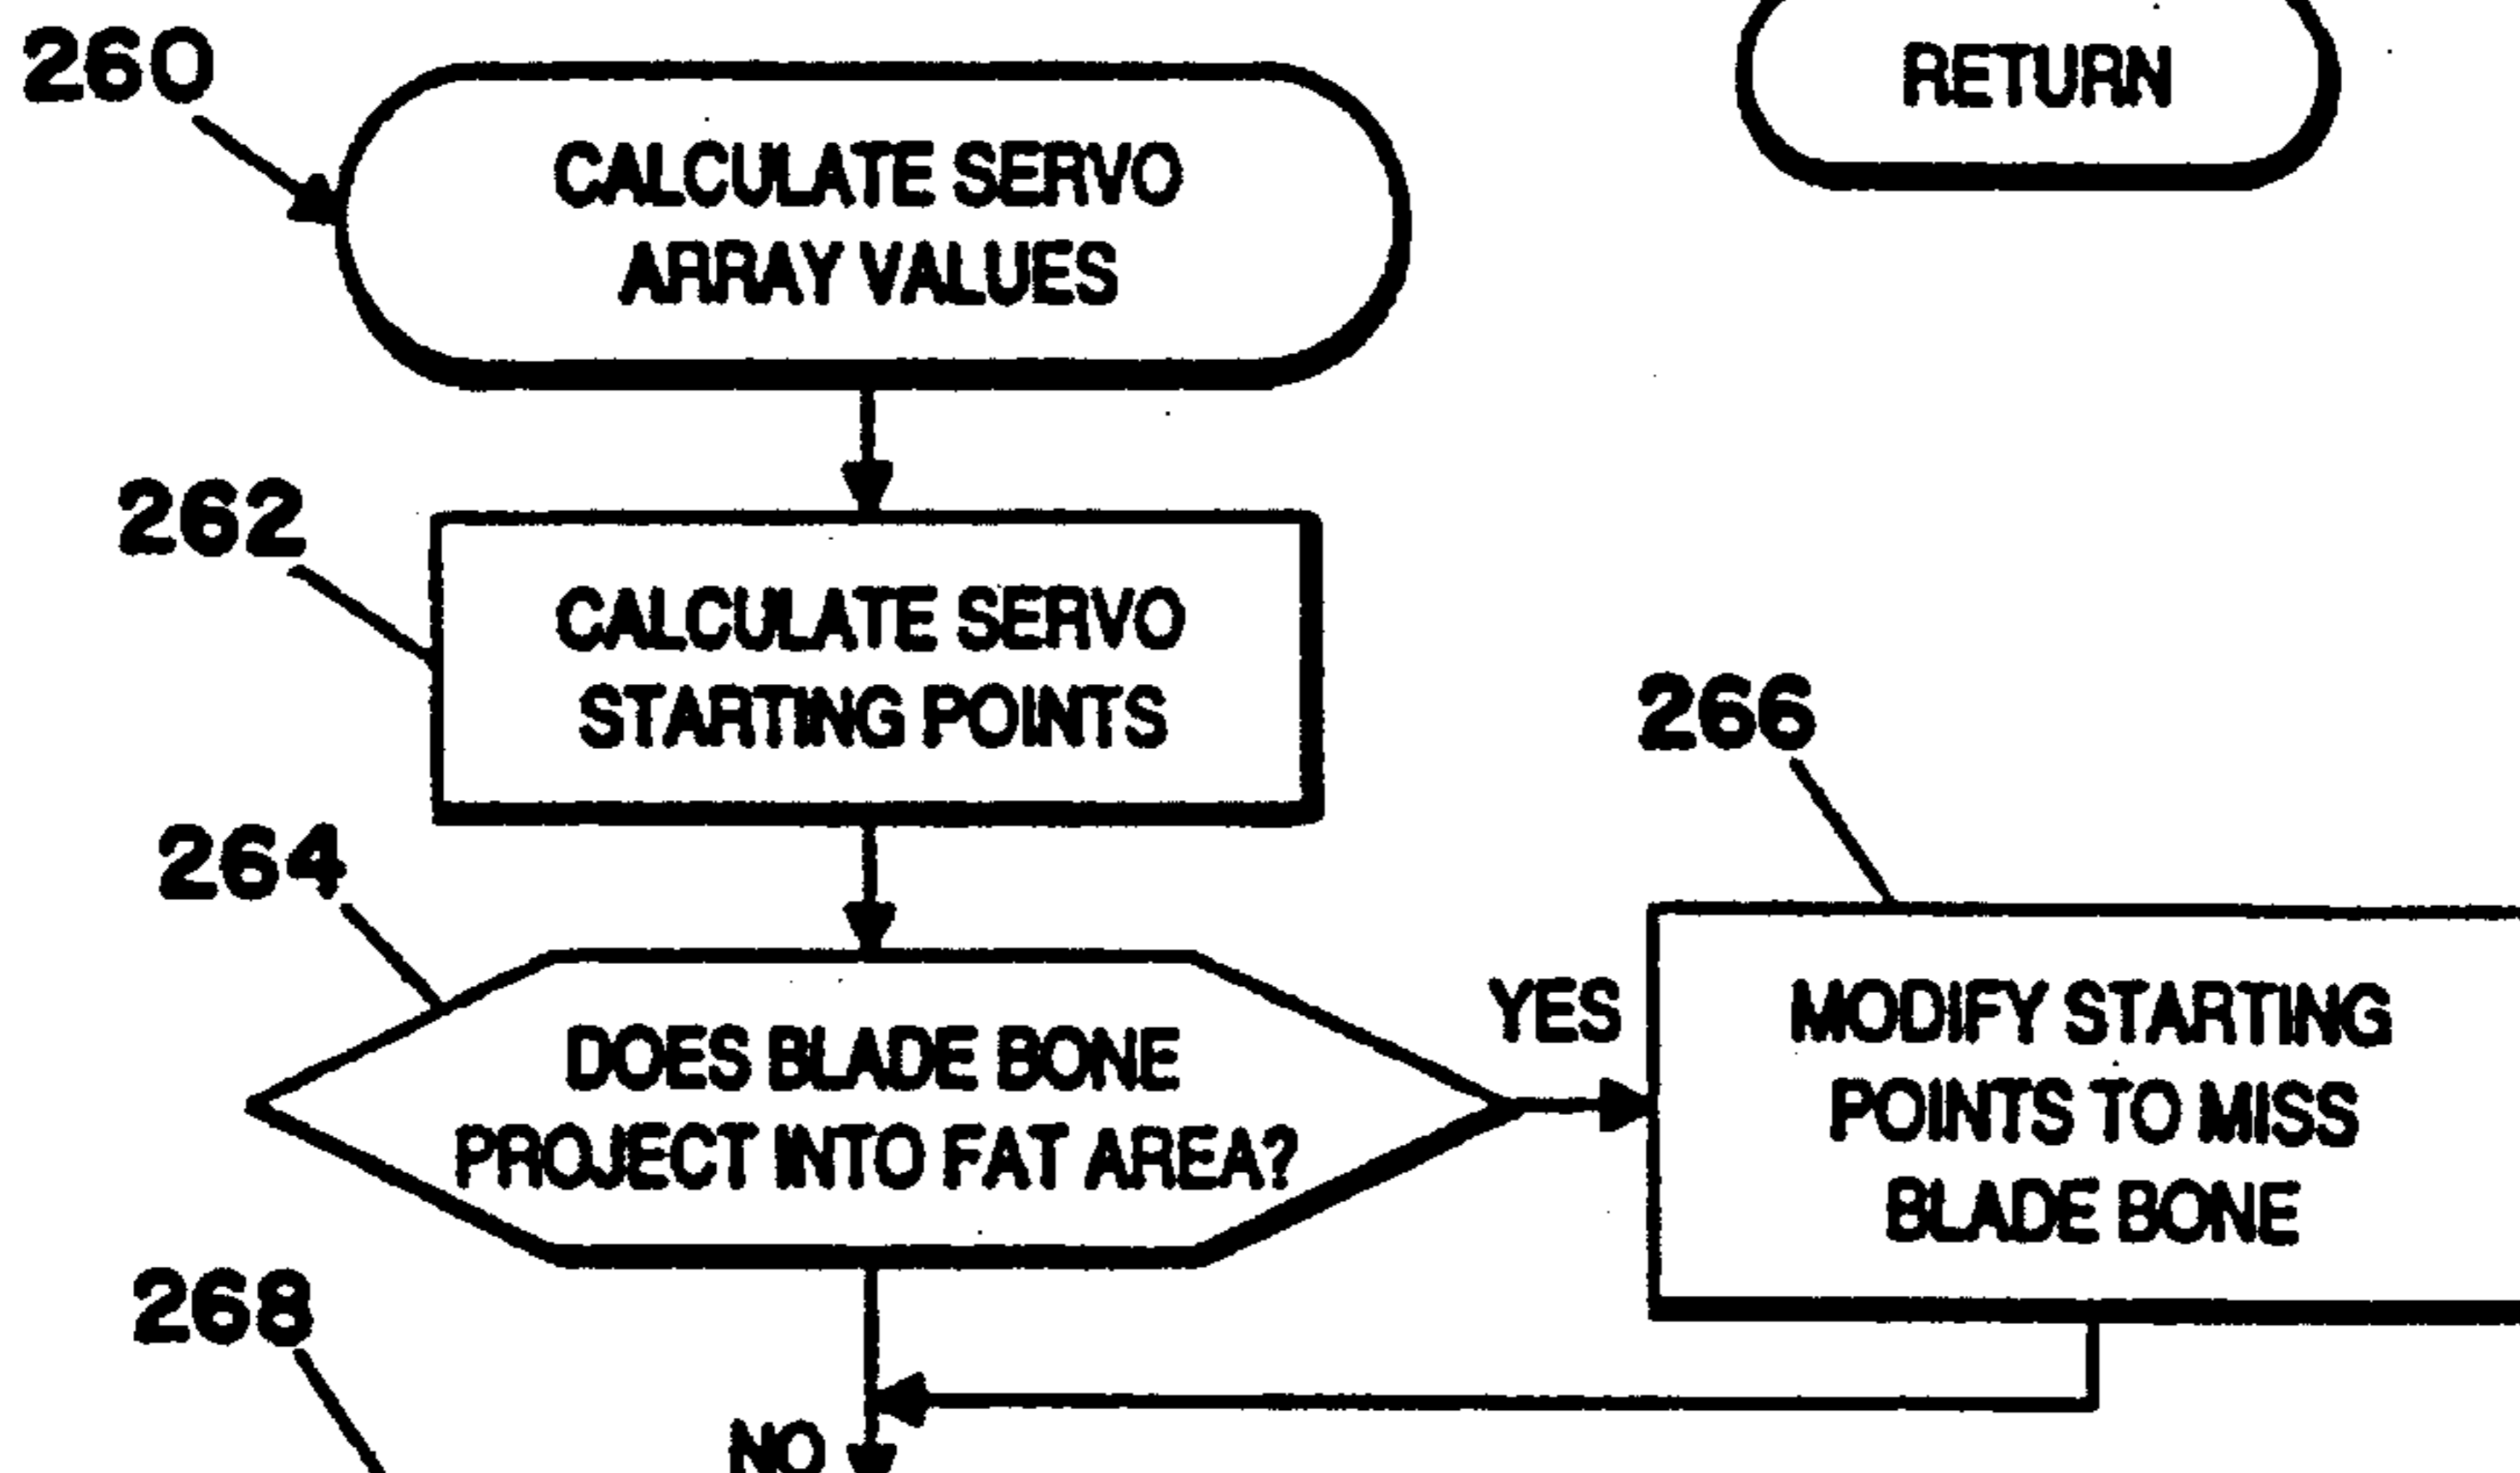 260
RETURN
CALCULATE SERVO
ARRAY VALUES
262
CALCULATE SERVO
STARTING POINTS
266
264
YES
MODIFY STARTING
POINTS TO MISS
BLADE BONE
DOES BLADE BONE
PROJECT INTO FAT AREA?
268
NO